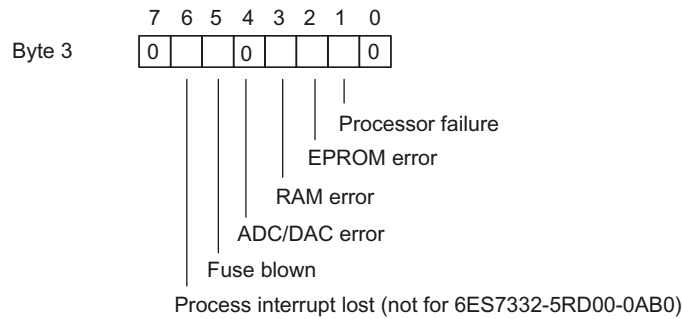 7 6 5 4 3 2 1 0
Byte 3 0 0 0
Processor failure
EPROM error
RAM error
ADC/DAC error
Fuse blown
Process interrupt lost (not for 6ES7332-5RD00-0AB0)